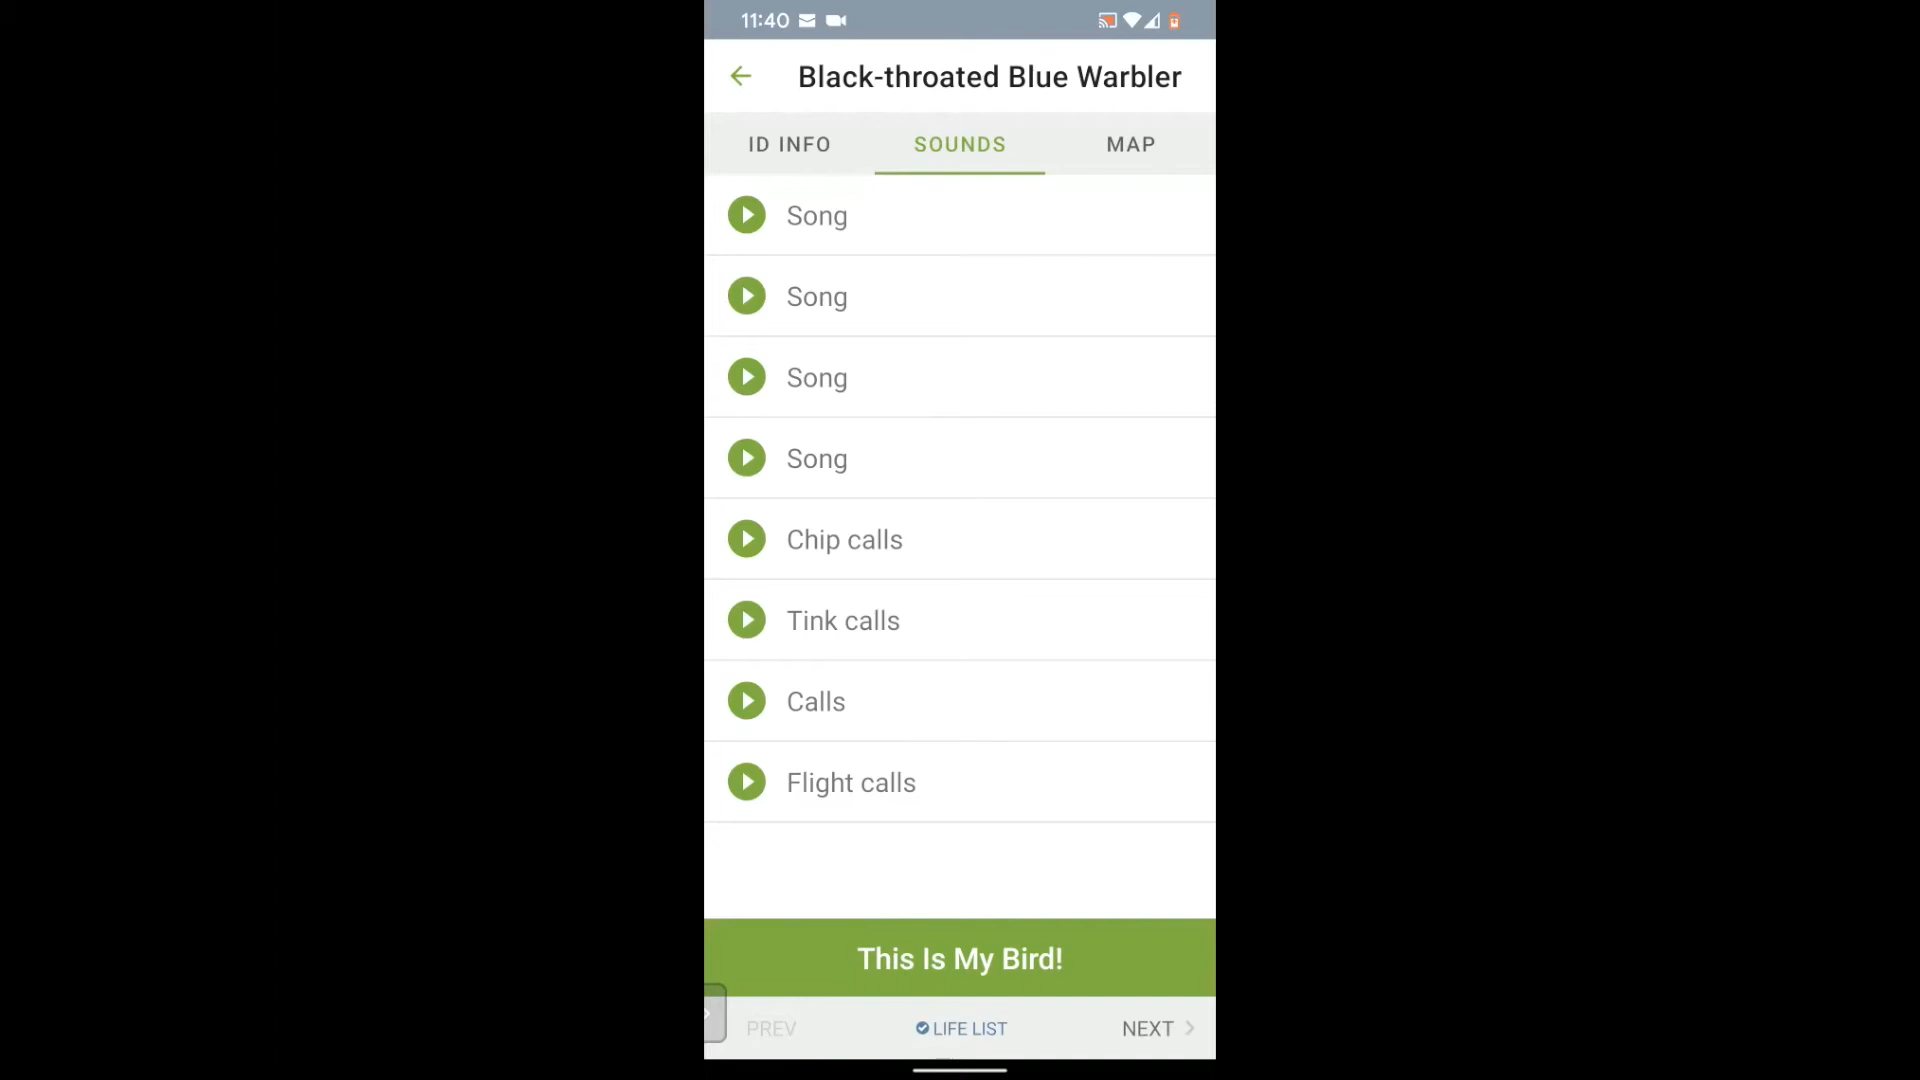 11:40
Black-throated Blue Warbler
ID INFO SOUNDS MAP
Song
Song
Song
Song
Chip calls
Tink calls
Calls
Flight calls
This Is My Bird!
PREV LIFE LIST NEXT